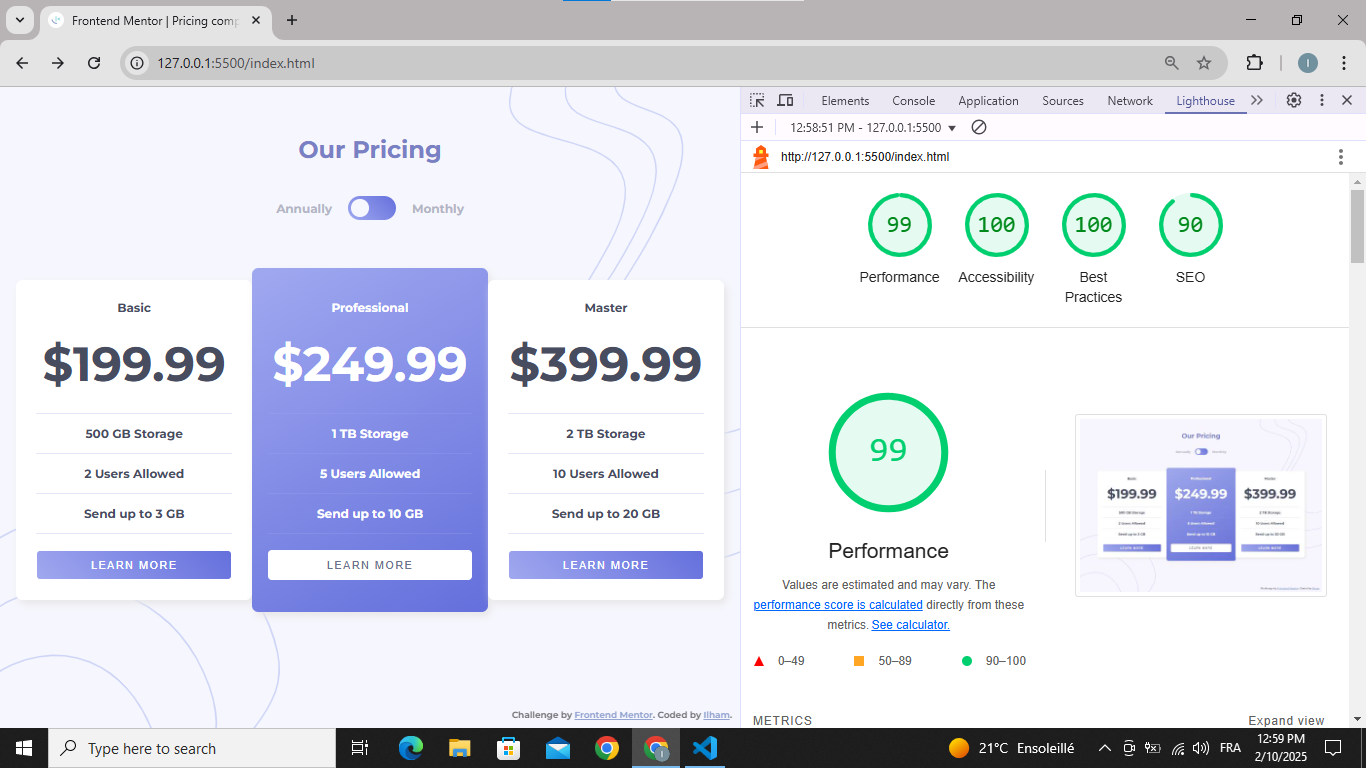 Frontend Mentor | Pricing comp
127.0.0.1:5500/index.html
I
Our Pricing
Annually Monthly
Basic
$199.99
500 GB Storage
2 Users Allowed
Send up to 3 GB
LEARN MORE
Professional
$249.99
1 TB Storage
5 Users Allowed
Send up to 10 GB
LEARN MORE
Master
$399.99
2 TB Storage
10 Users Allowed
Send up to 20 GB
LEARN MORE
Challenge by Frontend Mentor. Coded by Ilham.
Elements Console Application Sources Network Lighthouse
12:58:51 PM - 127.0.0.1:5500
http://127.0.0.1:5500/index.html
99 100 100 90
Performance Accessibility Best Practices SEO
99
Performance
Values are estimated and may vary. The
performance score is calculated directly from these
metrics. See calculator.
0–49 50–89 90–100
Our Pricing
Basic Professional Master
$199.99 $249.99 $399.99
METRICS Expand view
Type here to search
21°C Ensoleillé
FRA
12:59 PM
2/10/2025